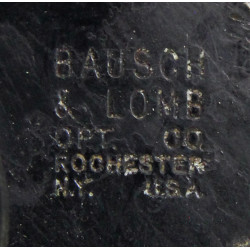 BAUSCH
& LOMB
OPT. CO.
ROCHESTER
N.Y. U.S.A